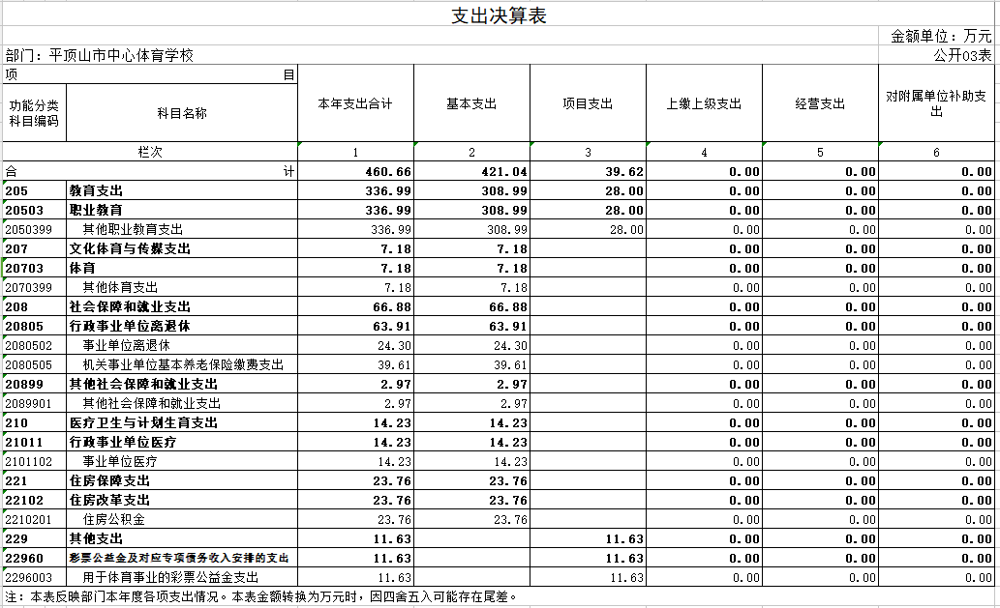 支出决算表
金额单位：万元
部门：平顶山市中心体育学校 公开03表
项 目 本年支出合计 基本支出 项目支出 上缴上级支出 经营支出 对附属单位补助支出
功能分类科目编码 科目名称
栏次 1 2 3 4 5 6
合 计 460.66 421.04 39.62 0.00 0.00 0.00
205 教育支出 336.99 308.99 28.00 0.00 0.00 0.00
20503 职业教育 336.99 308.99 28.00 0.00 0.00 0.00
2050399 其他职业教育支出 336.99 308.99 28.00 0.00 0.00 0.00
207 文化体育与传媒支出 7.18 7.18 0.00 0.00 0.00
20703 体育 7.18 7.18 0.00 0.00 0.00
2070399 其他体育支出 7.18 7.18 0.00 0.00 0.00
208 社会保障和就业支出 66.88 66.88 0.00 0.00 0.00
20805 行政事业单位离退休 63.91 63.91 0.00 0.00 0.00
2080502 事业单位离退休 24.30 24.30 0.00 0.00 0.00
2080505 机关事业单位基本养老保险缴费支出 39.61 39.61 0.00 0.00 0.00
20899 其他社会保障和就业支出 2.97 2.97 0.00 0.00 0.00
2089901 其他社会保障和就业支出 2.97 2.97 0.00 0.00 0.00
210 医疗卫生与计划生育支出 14.23 14.23 0.00 0.00 0.00
21011 行政事业单位医疗 14.23 14.23 0.00 0.00 0.00
2101102 事业单位医疗 14.23 14.23 0.00 0.00 0.00
221 住房保障支出 23.76 23.76 0.00 0.00 0.00
22102 住房改革支出 23.76 23.76 0.00 0.00 0.00
2210201 住房公积金 23.76 23.76 0.00 0.00 0.00
229 其他支出 11.63 11.63 0.00 0.00 0.00
22960 彩票公益金及对应专项债务收入安排的支出 11.63 11.63 0.00 0.00 0.00
2296003 用于体育事业的彩票公益金支出 11.63 11.63 0.00 0.00 0.00
注：本表反映部门本年度各项支出情况。本表金额转换为万元时，因四舍五入可能存在尾差。